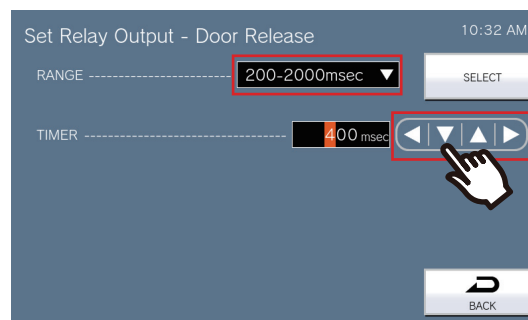 Set Relay Output - Door Release
10:32 AM
RANGE ----------------------- 200-2000msec ▼
SELECT
TIMER -------------------------------- 400 msec
BACK